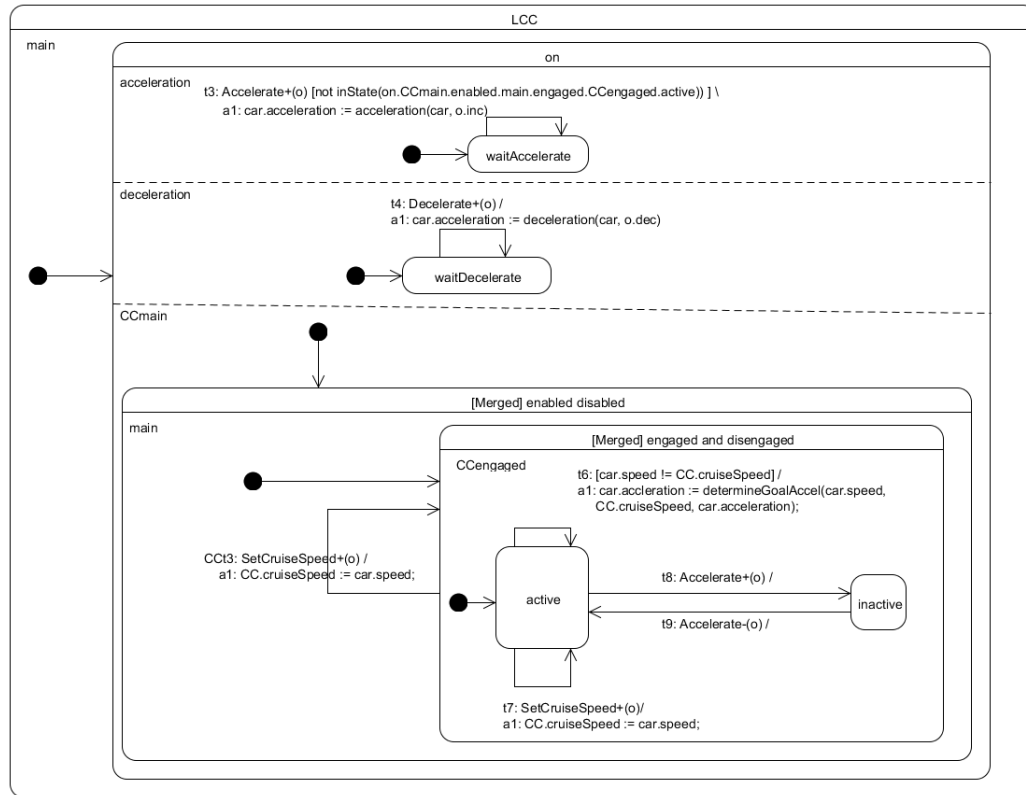 LCC
main
on
acceleration
t3: Accelerate+(o) [not inState(on.CCmain.enabled.main.engaged.CCengaged.active)) ] \
a1: car.acceleration := acceleration(car, o.inc)
waitAccelerate
deceleration
t4: Decelerate+(o) /
a1: car.acceleration := deceleration(car, o.dec)
waitDecelerate
CCmain
[Merged] enabled disabled
main
[Merged] engaged and disengaged
CCengaged
t6: [car.speed != CC.cruiseSpeed] /
a1: car.accleration := determineGoalAccel(car.speed,
CC.cruiseSpeed, car.acceleration);
CCt3: SetCruiseSpeed+(o) /
a1: CC.cruiseSpeed := car.speed;
active
t8: Accelerate+(o) /
inactive
t9: Accelerate-(o) /
t7: SetCruiseSpeed+(o)/
a1: CC.cruiseSpeed := car.speed;